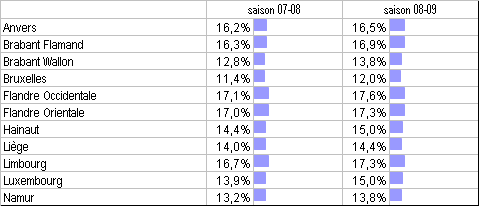 saison 07-08 saison 08-09
Anvers 16,2% 16,5%
Brabant Flamand 16,3% 16,9%
Brabant Wallon 12,8% 13,8%
Bruxelles 11,4% 12,0%
Flandre Occidentale 17,1% 17,6%
Flandre Orientale 17,0% 17,3%
Hainaut 14,4% 15,0%
Liège 14,0% 14,4%
Limbourg 16,7% 17,3%
Luxembourg 13,9% 15,0%
Namur 13,2% 13,8%